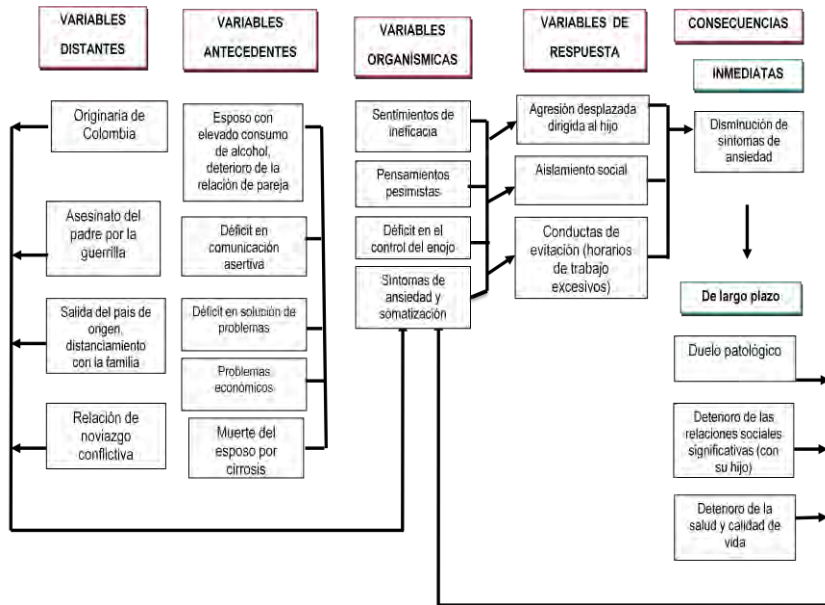 VARIABLES
DISTANTES
Originaria de
Colombia
Asesinato del
padre por la
guerrilla
Salida del país de
origen,
distanciamiento
con la familia
Relación de
noviazgo
conflictiva
VARIABLES
ANTECEDENTES
Esposo con
elevado consumo
de alcohol,
deterioro de la
relación de pareja
Déficit en
comunicación
asertiva
Déficit en solución de
problemas
Problemas
económicos
Muerte del
esposo por
cirrosis
VARIABLES
ORGANÍSMICAS
Sentimientos de
ineficacia
Pensamientos
pesimistas
Déficit en el
control del enojo
Síntomas de
ansiedad y
somatización
VARIABLES DE
RESPUESTA
Agresión desplazada
dirigida al hijo
Aislamiento social
Conductas de
evitación (horarios
de trabajo
excesivos)
CONSECUENCIAS
INMEDIATAS
Disminución de
síntomas de
ansiedad
De largo plazo
Duelo patológico
Deterioro de las
relaciones sociales
significativas (con
su hijo)
Deterioro de la
salud y calidad de
vida